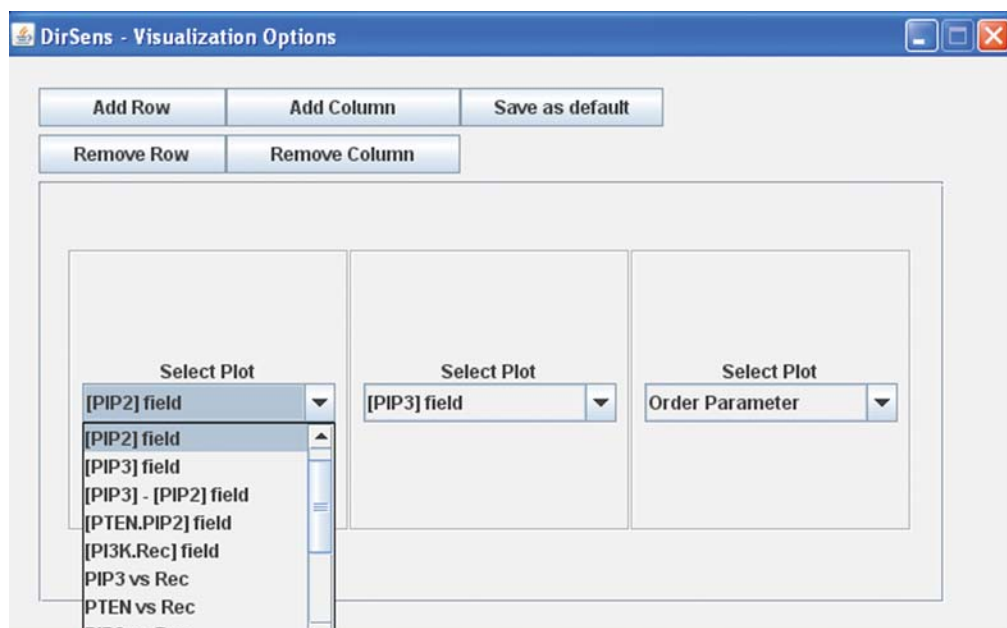 DirSens - Visualization Options
Add Row Add Column Save as default
Remove Row Remove Column
Select Plot Select Plot Select Plot
[PIP2] field [PIP3] field Order Parameter
[PIP2] field
[PIP3] field
[PIP3] - [PIP2] field
[PTEN.PIP2] field
[PI3K.Rec] field
PIP3 vs Rec
PTEN vs Rec